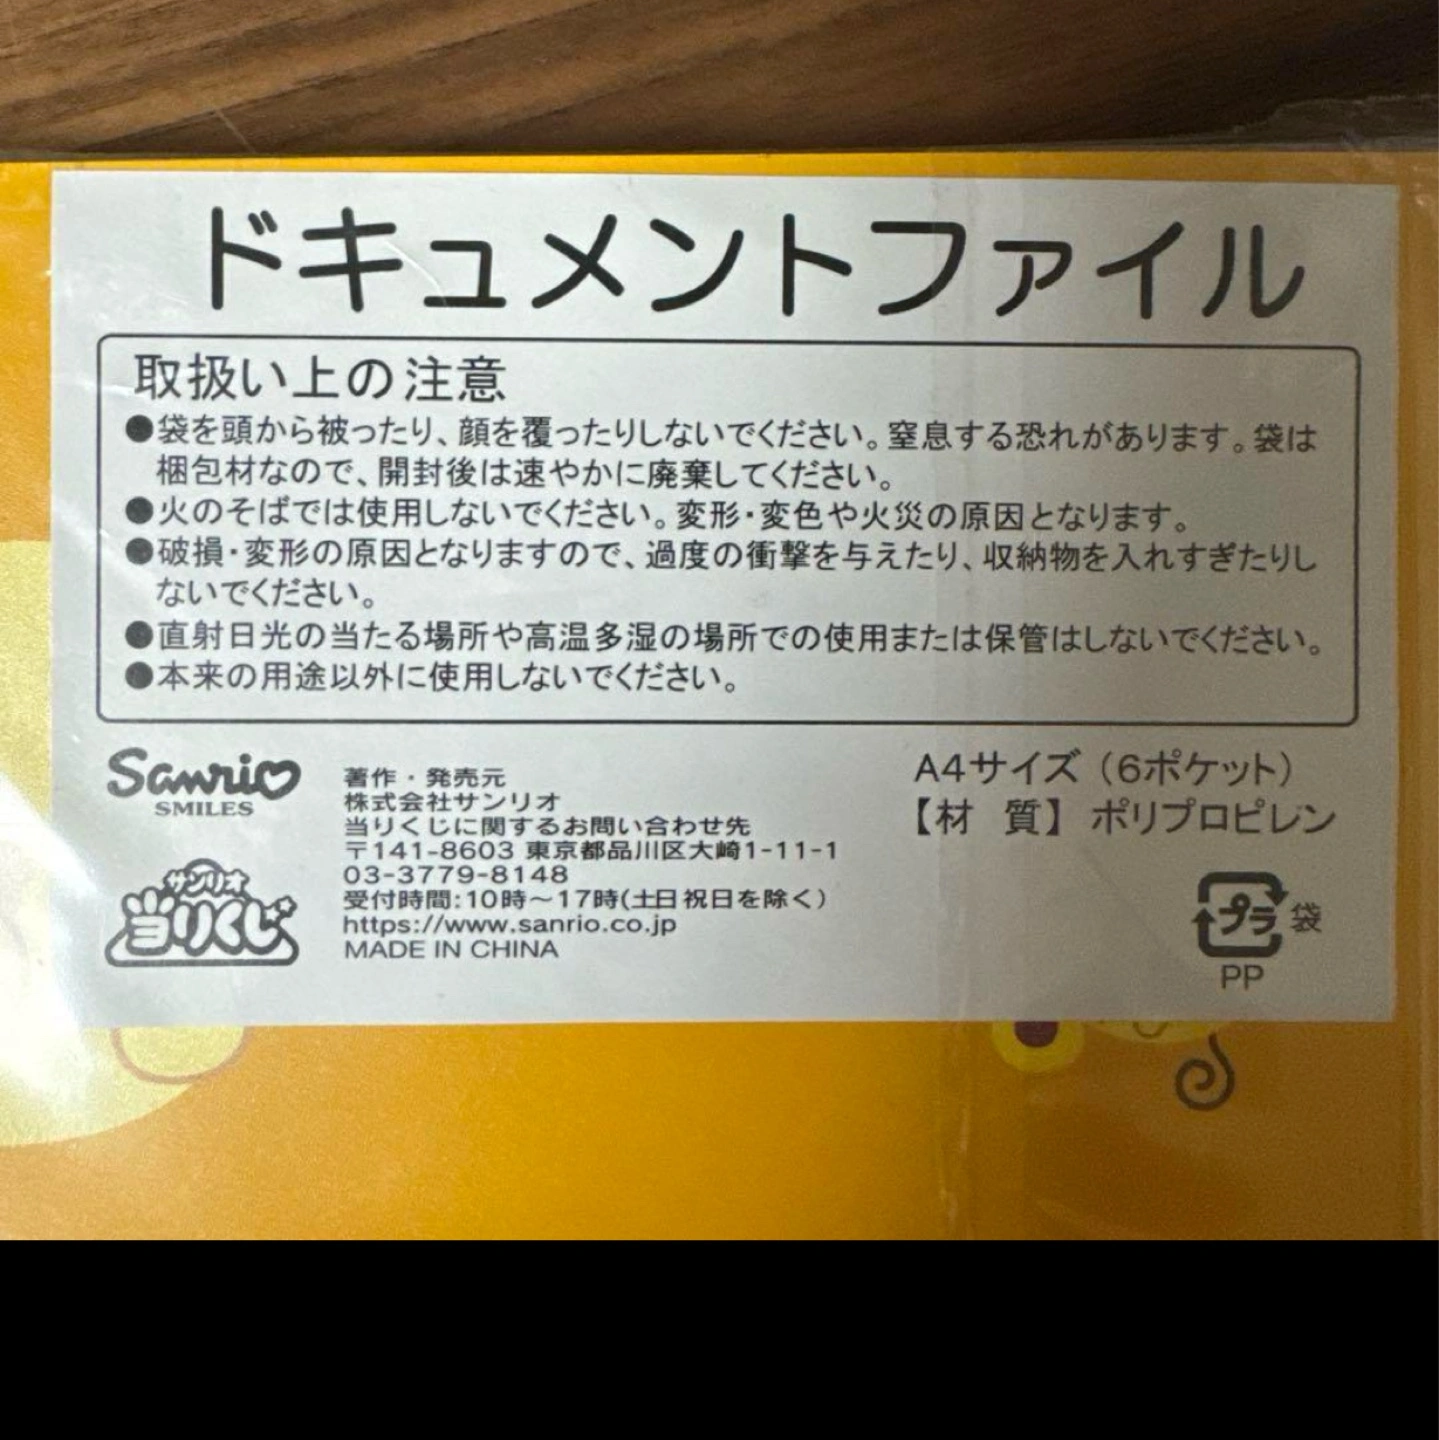 ドキュメントファイル
取扱い上の注意
●袋を頭から被ったり、顔を覆ったりしないでください。窒息する恐れがあります。袋は
梱包材なので、開封後は速やかに廃棄してください。
●火のそばでは使用しないでください。変形・変色や火災の原因となります。
●破損・変形の原因となりますので、過度の衝撃を与えたり、収納物を入れすぎたりし
ないでください。
●直射日光の当たる場所や高温多湿の場所での使用または保管はしないでください。
●本来の用途以外に使用しないでください。
Sanrio
SMILES
サンリオ
当りくじ
著作・発売元
株式会社サンリオ
当りくじに関するお問い合わせ先
〒141-8603 東京都品川区大崎1-11-1
03-3779-8148
受付時間:10時～17時(土日祝日を除く)
https://www.sanrio.co.jp
MADE IN CHINA
A4サイズ（6ポケット）
【材 質】 ポリプロピレン
プラ 袋
PP